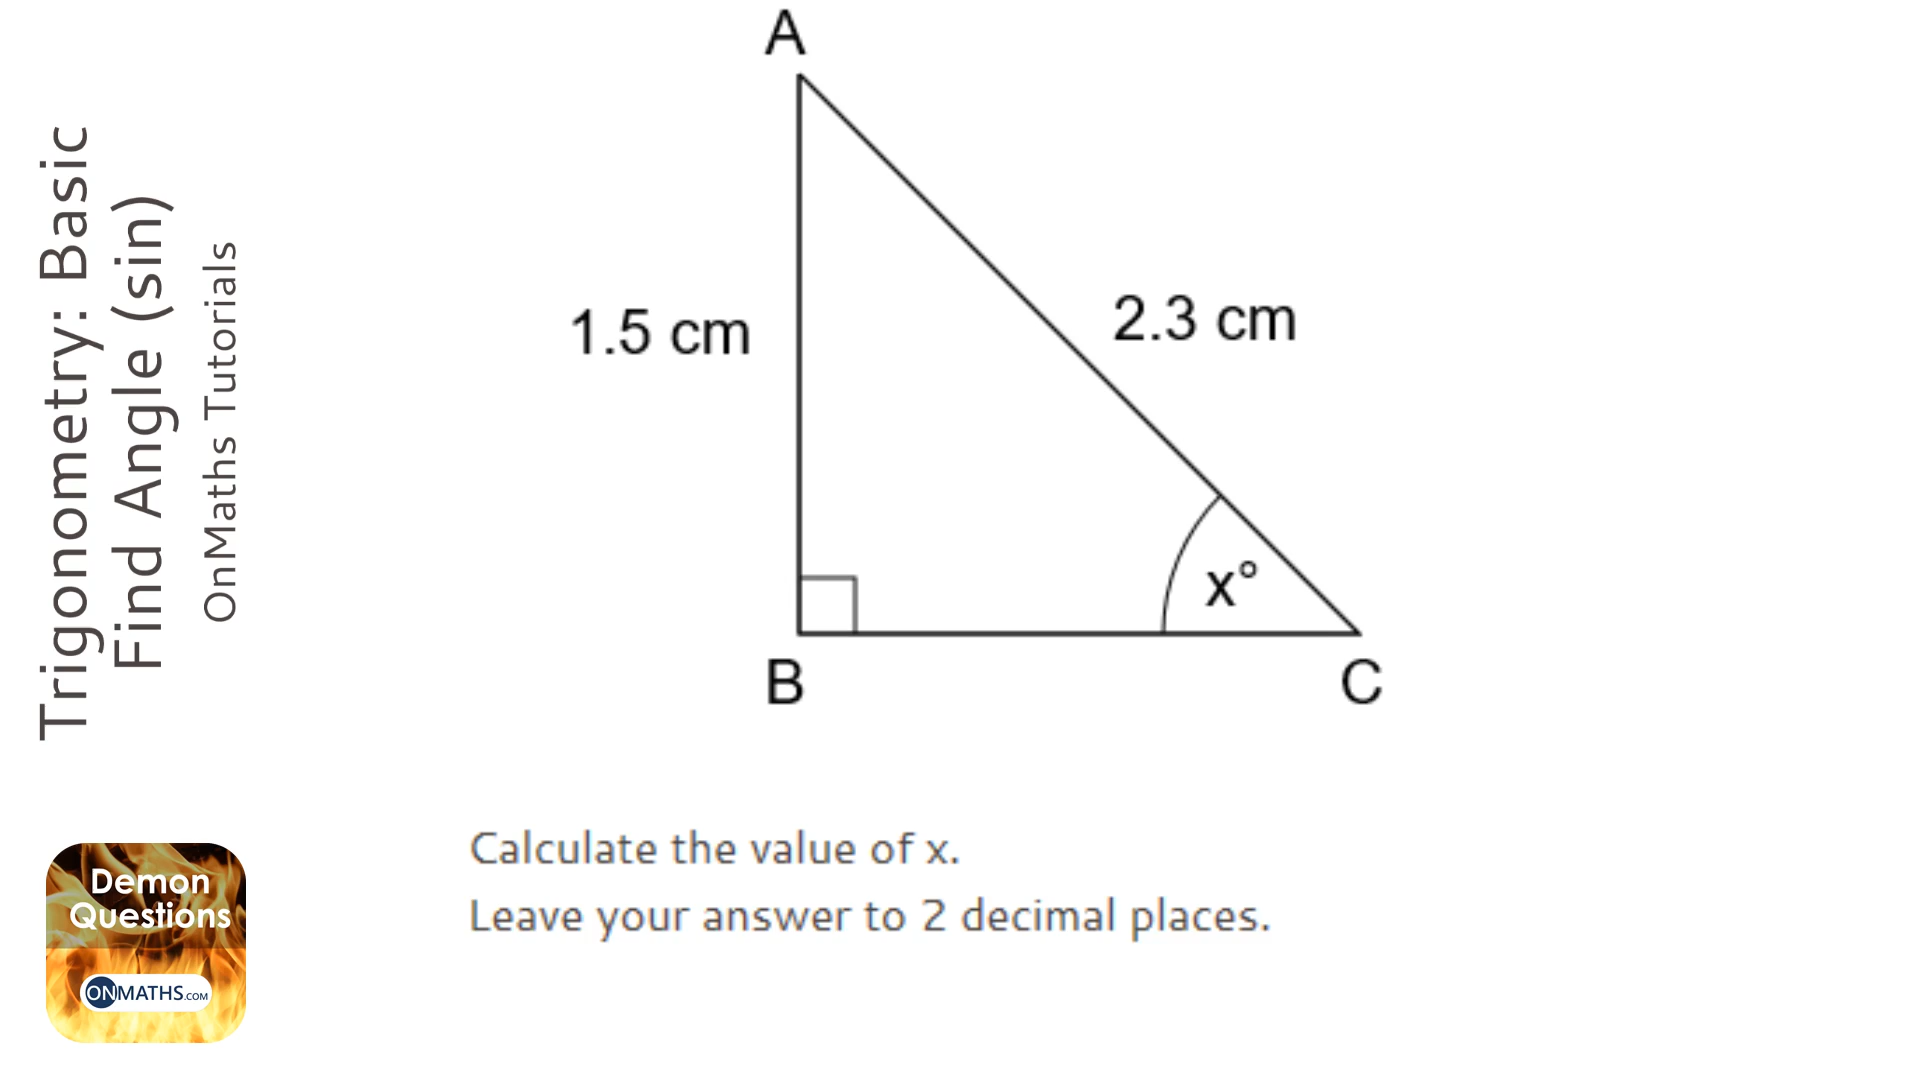 Trigonometry: Basic
Find Angle (sin)
OnMaths Tutorials
A
1.5 cm
2.3 cm
x°
B
C
Calculate the value of x.
Leave your answer to 2 decimal places.
Demon
Questions
ONMATHS.COM